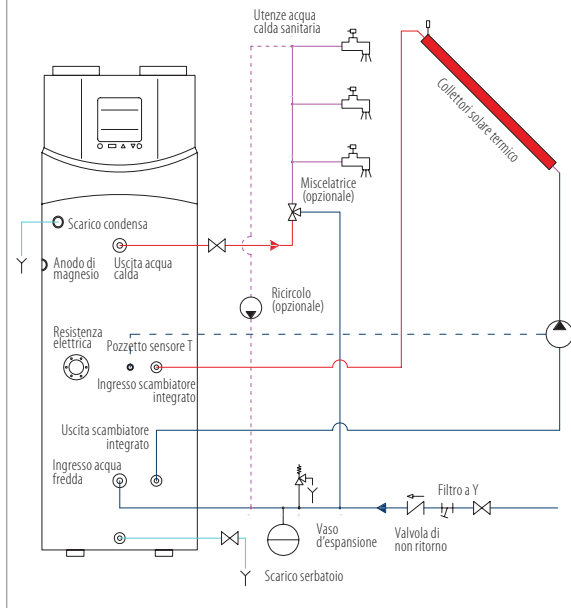 Utenze acqua
calda sanitaria
Collettori solare termico
Miscelatrice
(opzionale)
Scarico condensa
Anodo di
magnesio
Uscita acqua
calda
Ricircolo
(opzionale)
Resistenza
elettrica
Pozzetto sensore T
Ingresso scambiatore
integrato
Uscita scambiatore
integrato
Ingresso acqua
fredda
Filtro a Y
Vaso
d'espansione
Valvola di
non ritorno
Scarico serbatoio